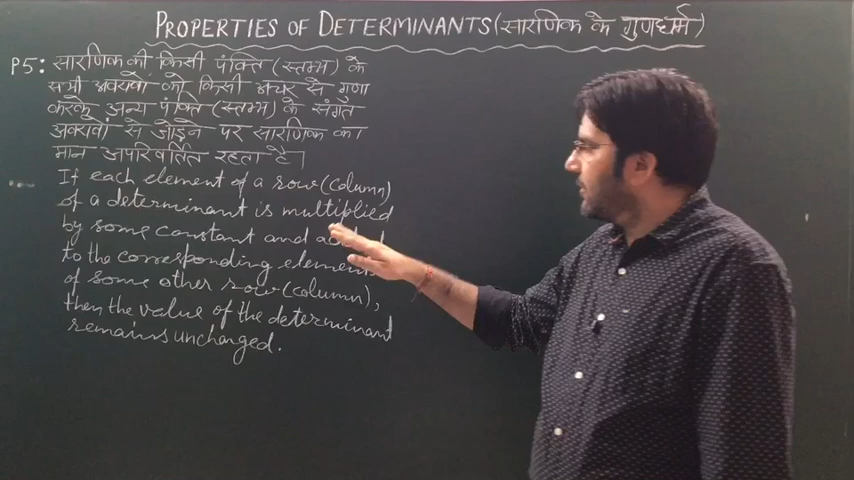 PROPERTIES OF DETERMINANTS (सारणिक के गुणधर्म)
P5: सारणिक की किसी पंक्ति (स्तम्भ) के
सभी अवयवों को किसी अचर से गुणा
करके अन्य पंक्ति (स्तम्भ) के संगत
अवयवों से जोड़ने पर सारणिक का
मान अपरिवर्तित रहता है।
If each element of a row (column)
of a determinant is multiplied
by some constant and added
to the corresponding elements
of some other row (column),
then the value of the determinant
remains unchanged.